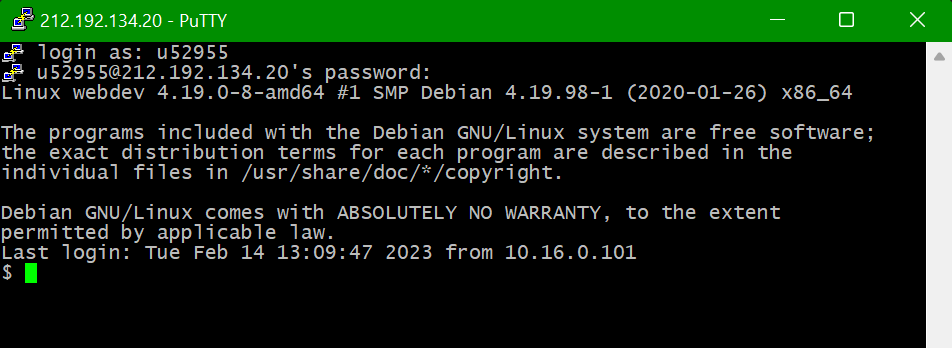 212.192.134.20 - PuTTY
login as: u52955
u52955@212.192.134.20's password:
Linux webdev 4.19.0-8-amd64 #1 SMP Debian 4.19.98-1 (2020-01-26) x86_64
The programs included with the Debian GNU/Linux system are free software;
the exact distribution terms for each program are described in the
individual files in /usr/share/doc/*/copyright.
Debian GNU/Linux comes with ABSOLUTELY NO WARRANTY, to the extent
permitted by applicable law.
Last login: Tue Feb 14 13:09:47 2023 from 10.16.0.101
$